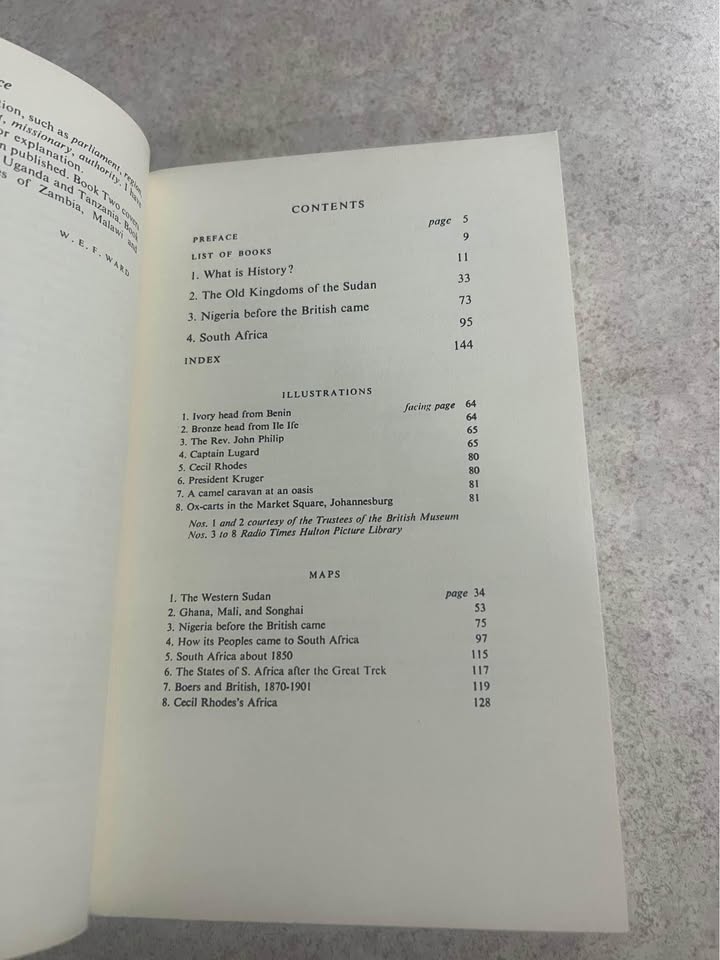 ce
tion, such as parliament, region,
missionary, authority. I have
or explanation.
n published. Book Two covers
Uganda and Tanzania. Book
s of Zambia, Malawi and
W. E. F. WARD
CONTENTS
PREFACE page 5
LIST OF BOOKS 9
1. What is History? 11
2. The Old Kingdoms of the Sudan 33
3. Nigeria before the British came 73
4. South Africa 95
INDEX 144
ILLUSTRATIONS
1. Ivory head from Benin facing page 64
2. Bronze head from Ile Ife 64
3. The Rev. John Philip 65
4. Captain Lugard 65
5. Cecil Rhodes 80
6. President Kruger 80
7. A camel caravan at an oasis 81
8. Ox-carts in the Market Square, Johannesburg 81
Nos. 1 and 2 courtesy of the Trustees of the British Museum
Nos. 3 to 8 Radio Times Hulton Picture Library
MAPS
1. The Western Sudan page 34
2. Ghana, Mali, and Songhai 53
3. Nigeria before the British came 75
4. How its Peoples came to South Africa 97
5. South Africa about 1850 115
6. The States of S. Africa after the Great Trek 117
7. Boers and British, 1870-1901 119
8. Cecil Rhodes's Africa 128